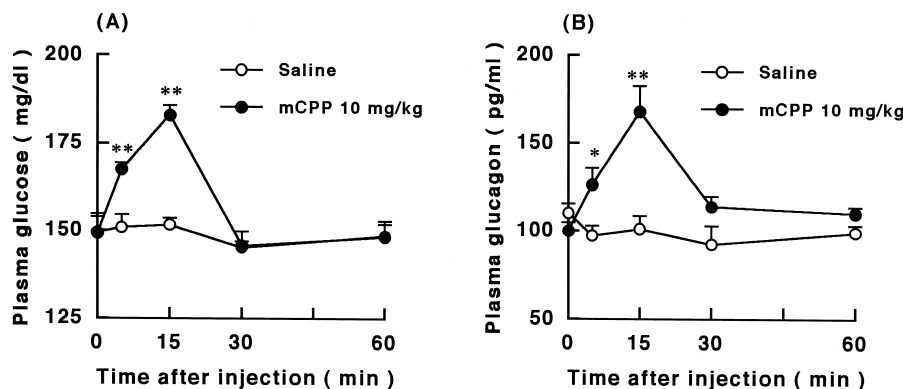 (A)
Plasma glucose ( mg/dl )
200
175
150
125
Saline
mCPP 10 mg/kg
**
**
0 15 30 60
Time after injection ( min )
(B)
Plasma glucagon ( pg/ml )
200
150
100
50
Saline
mCPP 10 mg/kg
**
*
0 15 30 60
Time after injection ( min )